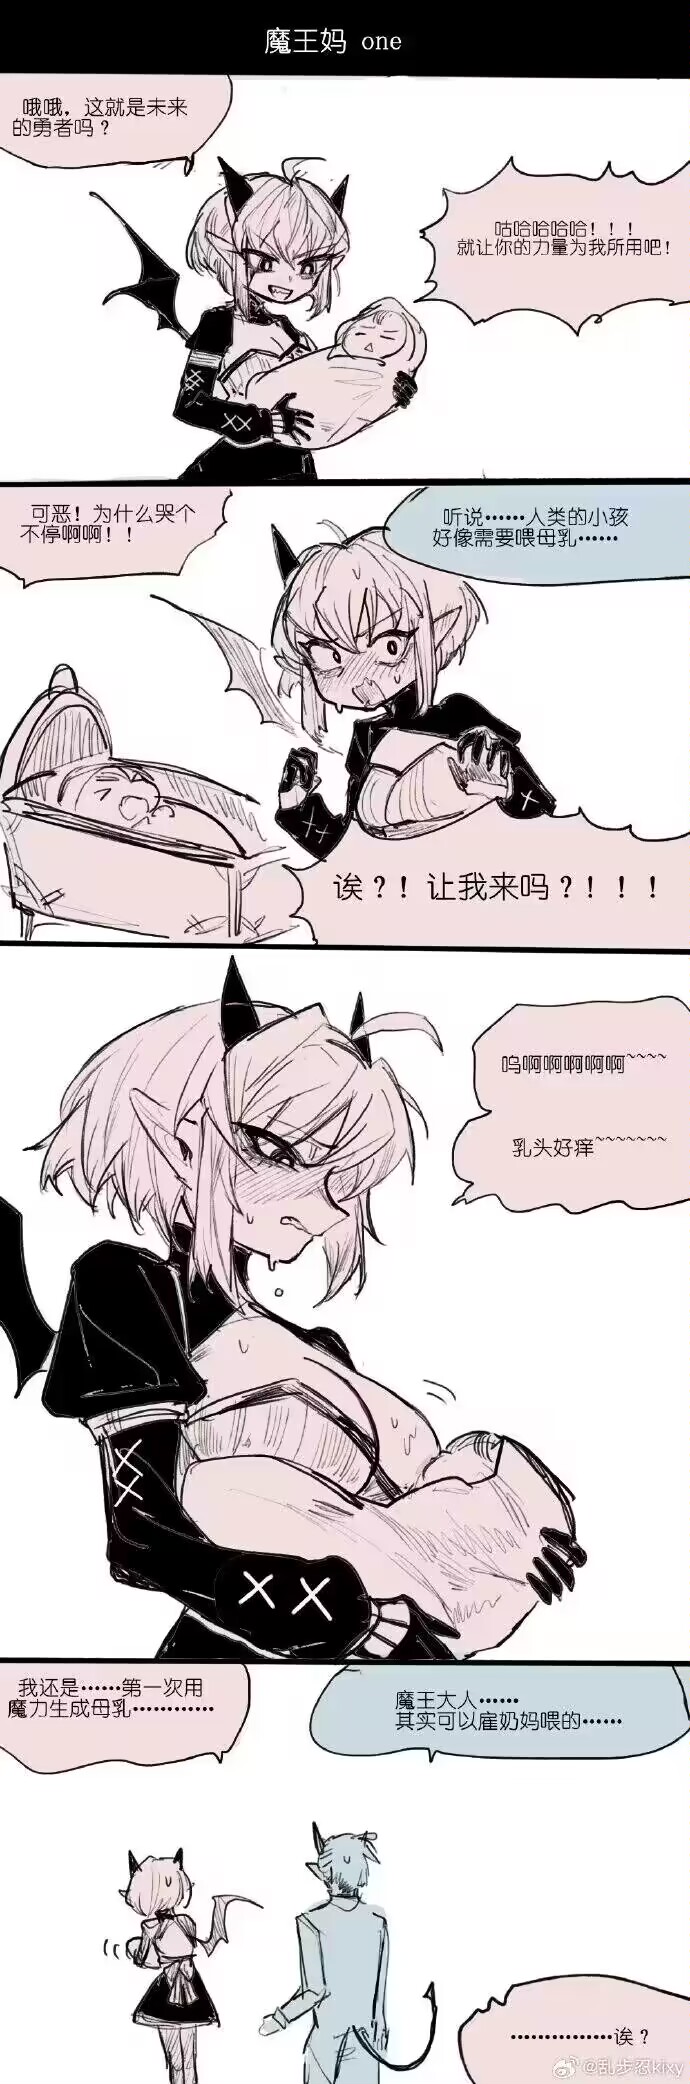 魔王妈 one
哦哦，这就是未来
的勇者吗？
咕哈哈哈哈！！！
就让你的力量为我所用吧！
可恶！为什么哭个
不停啊啊！！
听说……人类的小孩
好像需要喂母乳……
诶？！让我来吗？！！！
呜啊啊啊啊啊~~~~
乳头好痒~~~~~~~
我还是……第一次用
魔力生成母乳…………
魔王大人……
其实可以雇奶妈喂的……
……………诶？
@乱步忍kixy